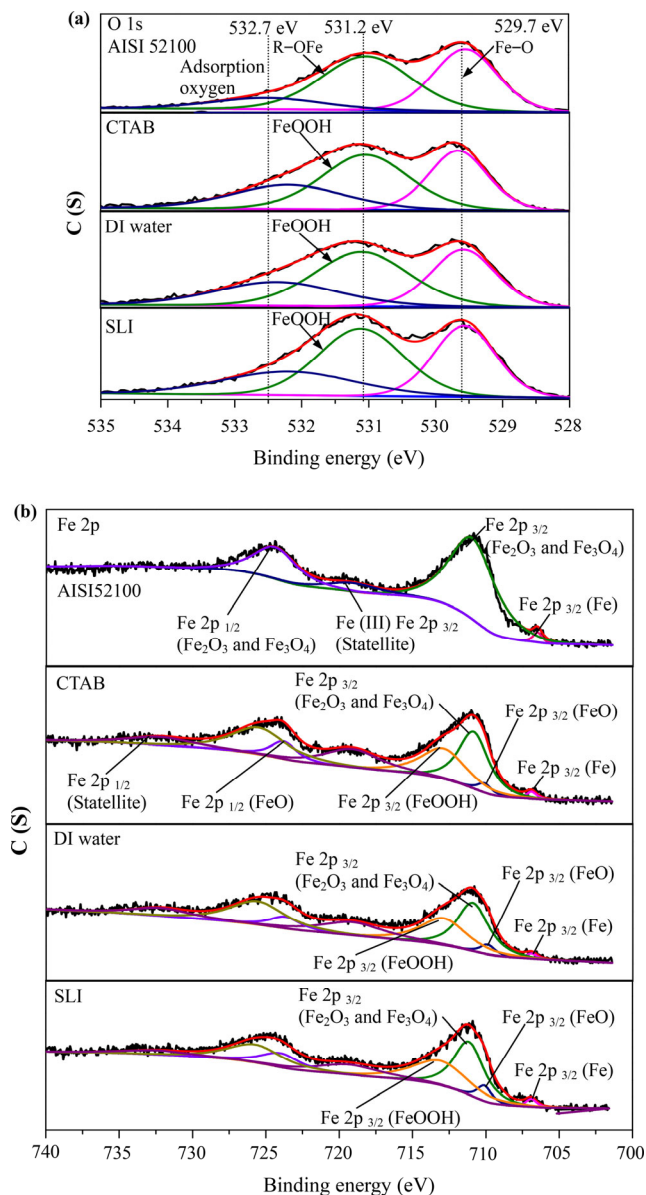 (a)
O 1s
532.7 eV
531.2 eV
529.7 eV
AISI 52100
R−OFe
Fe−O
Adsorption
oxygen
CTAB
FeOOH
DI water
FeOOH
SLI
FeOOH
C (S)
535 534 533 532 531 530 529 528
Binding energy (eV)
(b)
Fe 2p
Fe 2p 3/2
(Fe2O3 and Fe3O4)
AISI52100
Fe 2p 1/2
(Fe2O3 and Fe3O4)
Fe (III) Fe 2p 3/2
(Statellite)
Fe 2p 3/2 (Fe)
CTAB
Fe 2p 3/2
(Fe2O3 and Fe3O4)
Fe 2p 3/2 (FeO)
Fe 2p 1/2
(Statellite)
Fe 2p 1/2 (FeO)
Fe 2p 3/2 (FeOOH)
Fe 2p 3/2 (Fe)
DI water
Fe 2p 3/2
(Fe2O3 and Fe3O4)
Fe 2p 3/2 (FeO)
Fe 2p 3/2 (Fe)
Fe 2p 3/2 (FeOOH)
SLI
Fe 2p 3/2
(Fe2O3 and Fe3O4)
Fe 2p 3/2 (FeO)
Fe 2p 3/2 (Fe)
Fe 2p 3/2 (FeOOH)
C (S)
740 735 730 725 720 715 710 705 700
Binding energy (eV)